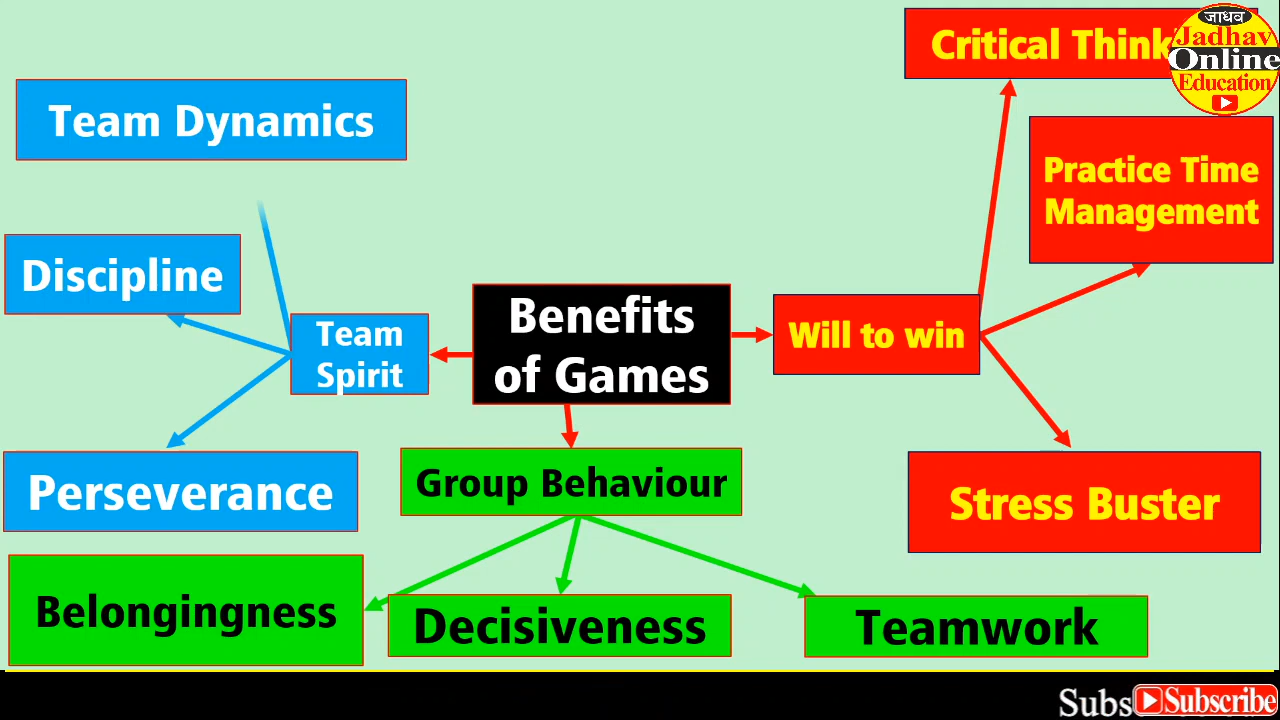 Critical Think
जाधव
Jadhav
Online
Education
Team Dynamics
Practice Time
Management
Discipline
Team
Spirit
Benefits
of Games
Will to win
Perseverance
Group Behaviour
Stress Buster
Belongingness
Decisiveness
Teamwork
Subs
Subscribe